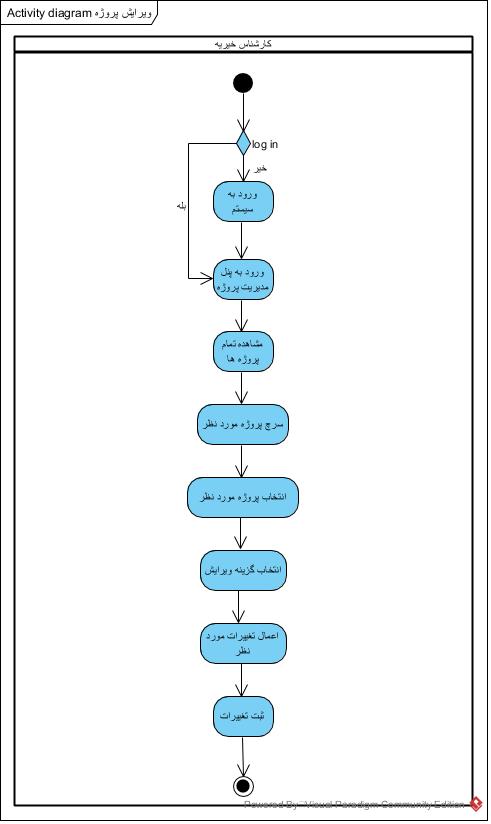 Activity diagram ویرایش پروژه
کارشناس خیریه
log in
خیر
بله
ورود به
سیستم
ورود به پنل
مدیریت پروژه
مشاهده تمام
پروژه ها
سرچ پروژه مورد نظر
انتخاب پروژه مورد نظر
انتخاب گزینه ویرایش
اعمال تغییرات مورد
نظر
ثبت تغییرات
Powered By Visual Paradigm Community Edition